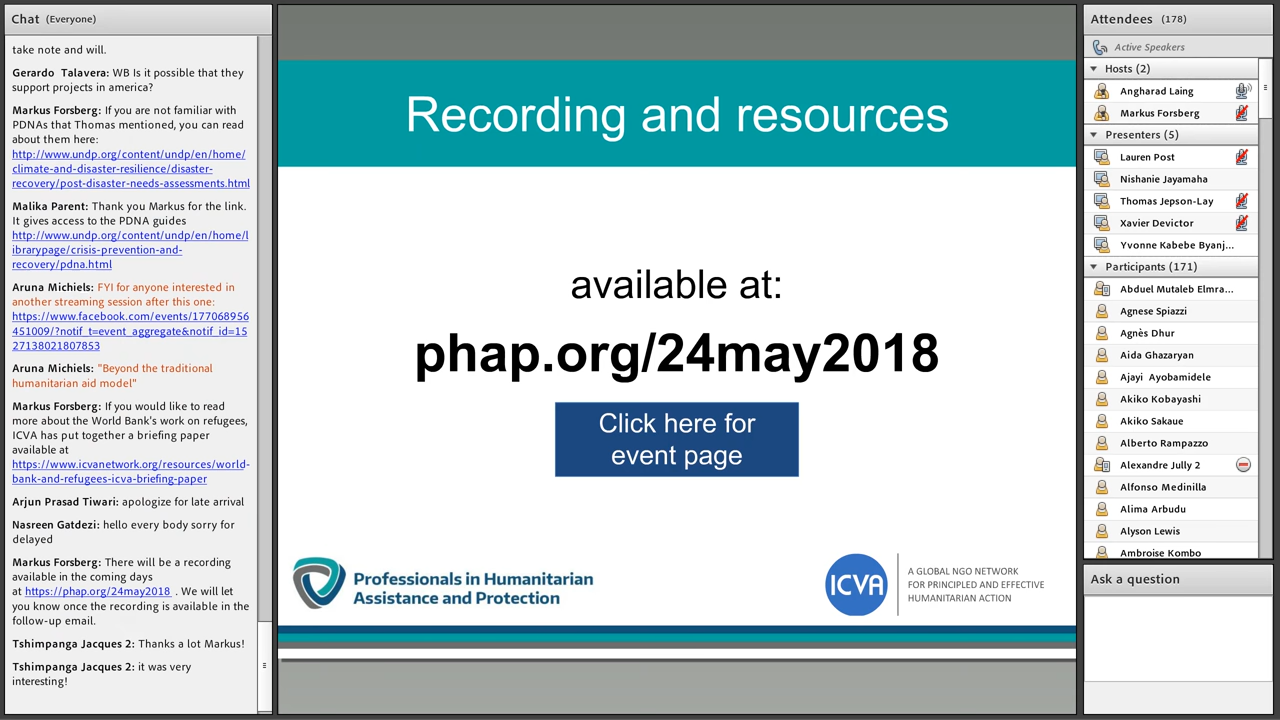 Chat (Everyone)
take note and will.
Gerardo Talavera: WB Is it possible that they
support projects in america?
Markus Forsberg: If you are not familiar with
PDNAs that Thomas mentioned, you can read
about them here:
http://www.undp.org/content/undp/en/home/
climate-and-disaster-resilience/disaster-
recovery/post-disaster-needs-assessments.html
Malika Parent: Thank you Markus for the link.
It gives access to the PDNA guides
http://www.undp.org/content/undp/en/home/l
ibrarypage/crisis-prevention-and-
recovery/pdna.html
Aruna Michiels: FYI for anyone interested in
another streaming session after this one:
https://www.facebook.com/events/177068956
451009/?notif_t=event_aggregate&notif_id=15
27138021807853
Aruna Michiels: "Beyond the traditional
humanitarian aid model"
Markus Forsberg: If you would like to read
more about the World Bank's work on refugees,
ICVA has put together a briefing paper
available at
https://www.icvanetwork.org/resources/world-
bank-and-refugees-icva-briefing-paper
Arjun Prasad Tiwari: apologize for late arrival
Nasreen Gatdezi: hello every body sorry for
delayed
Markus Forsberg: There will be a recording
available in the coming days
at https://phap.org/24may2018 . We will let
you know once the recording is available in the
follow-up email.
Tshimpanga Jacques 2: Thanks a lot Markus!
Tshimpanga Jacques 2: it was very
interesting!
Recording and resources
available at:
phap.org/24may2018
Click here for
event page
Professionals in Humanitarian
Assistance and Protection
ICVA
A GLOBAL NGO NETWORK
FOR PRINCIPLED AND EFFECTIVE
HUMANITARIAN ACTION
Attendees (178)
Active Speakers
Hosts (2)
Angharad Laing
Markus Forsberg
Presenters (5)
Lauren Post
Nishanie Jayamaha
Thomas Jepson-Lay
Xavier Devictor
Yvonne Kabebe Byanj...
Participants (171)
Abduel Mutaleb Elmra...
Agnese Spiazzi
Agnès Dhur
Aida Ghazaryan
Ajayi Ayobamidele
Akiko Kobayashi
Akiko Sakaue
Alberto Rampazzo
Alexandre Jully 2
Alfonso Medinilla
Alima Arbudu
Alyson Lewis
Ambroise Kombo
Ask a question